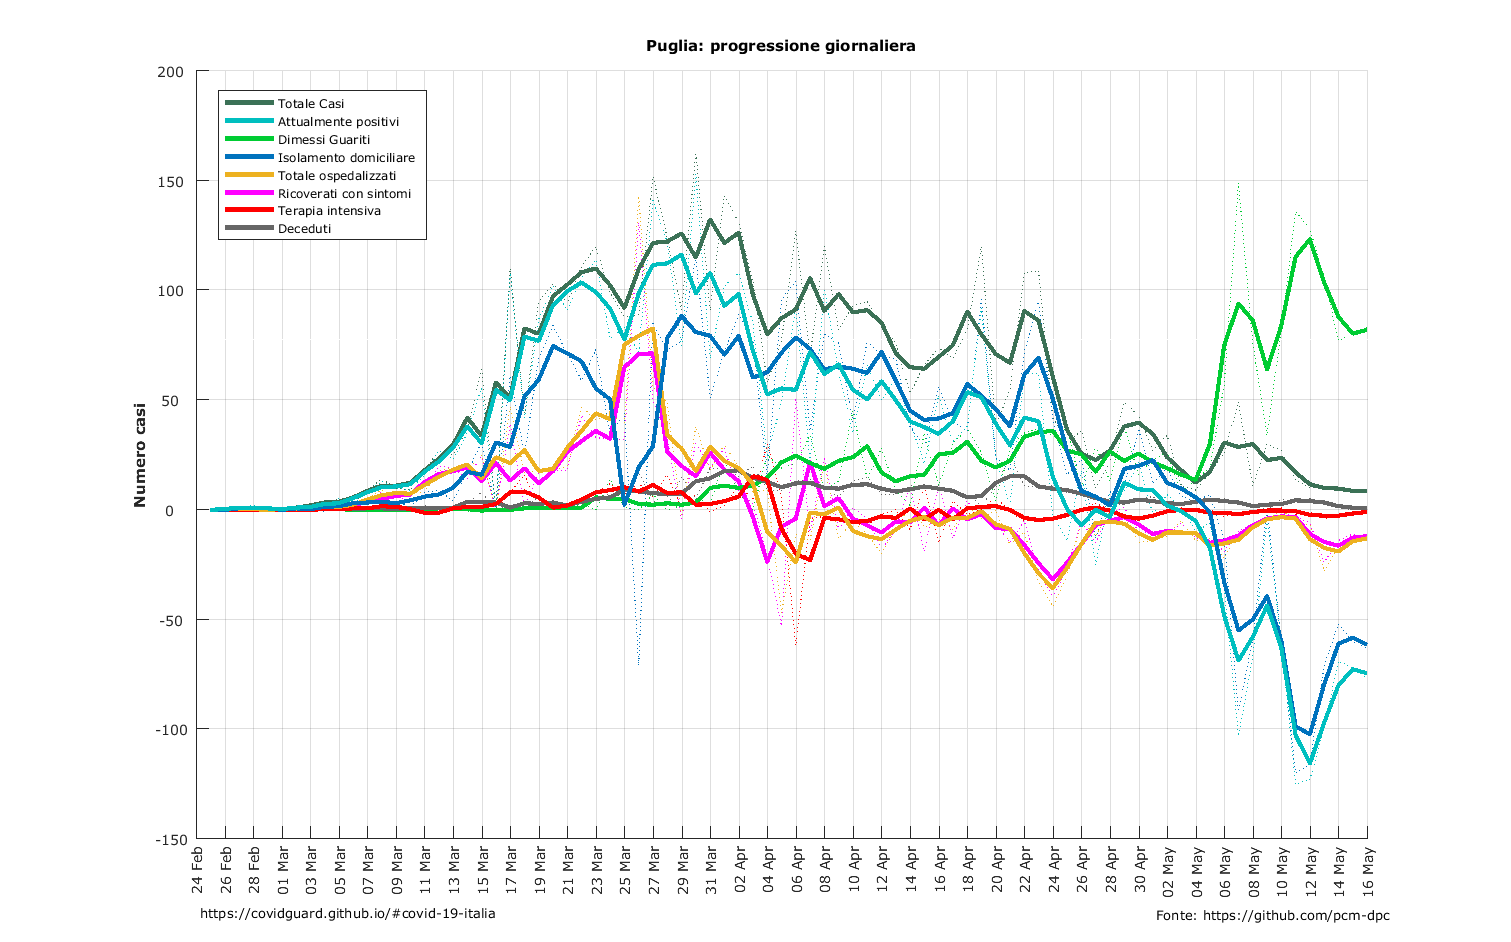 Puglia: progressione giornaliera
Numero casi
200
150
100
50
0
-50
-100
-150
Totale Casi
Attualmente positivi
Dimessi Guariti
Isolamento domiciliare
Totale ospedalizzati
Ricoverati con sintomi
Terapia intensiva
Deceduti
24 Feb
26 Feb
28 Feb
01 Mar
03 Mar
05 Mar
07 Mar
09 Mar
11 Mar
13 Mar
15 Mar
17 Mar
19 Mar
21 Mar
23 Mar
25 Mar
27 Mar
29 Mar
31 Mar
02 Apr
04 Apr
06 Apr
08 Apr
10 Apr
12 Apr
14 Apr
16 Apr
18 Apr
20 Apr
22 Apr
24 Apr
26 Apr
28 Apr
30 Apr
02 May
04 May
06 May
08 May
10 May
12 May
14 May
16 May
https://covidguard.github.io/#covid-19-italia
Fonte: https://github.com/pcm-dpc